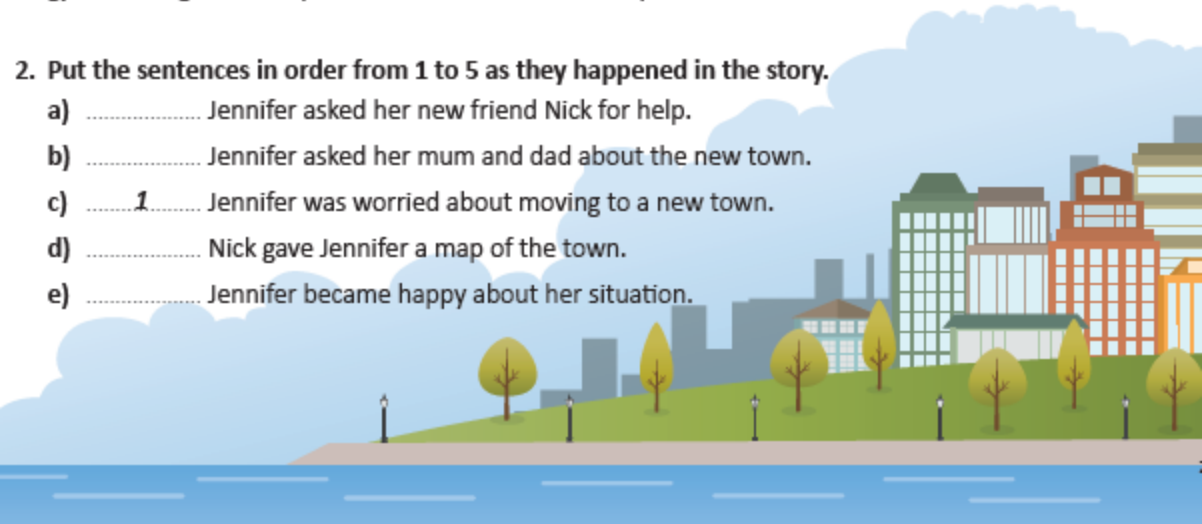 2. Put the sentences in order from 1 to 5 as they happened in the story.
a) .................... Jennifer asked her new friend Nick for help.
b) .................... Jennifer asked her mum and dad about the new town.
c) ........1......... Jennifer was worried about moving to a new town.
d) .................... Nick gave Jennifer a map of the town.
e) .................... Jennifer became happy about her situation.